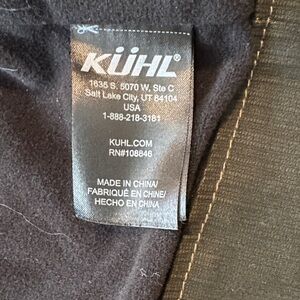 KÜHL®
1635 S. 5070 W, Ste C
Salt Lake City, UT 84104
USA
1-888-218-3181
KUHL.COM
RN#108846
MADE IN CHINA/
FABRIQUÉ EN CHINE/
HECHO EN CHINA